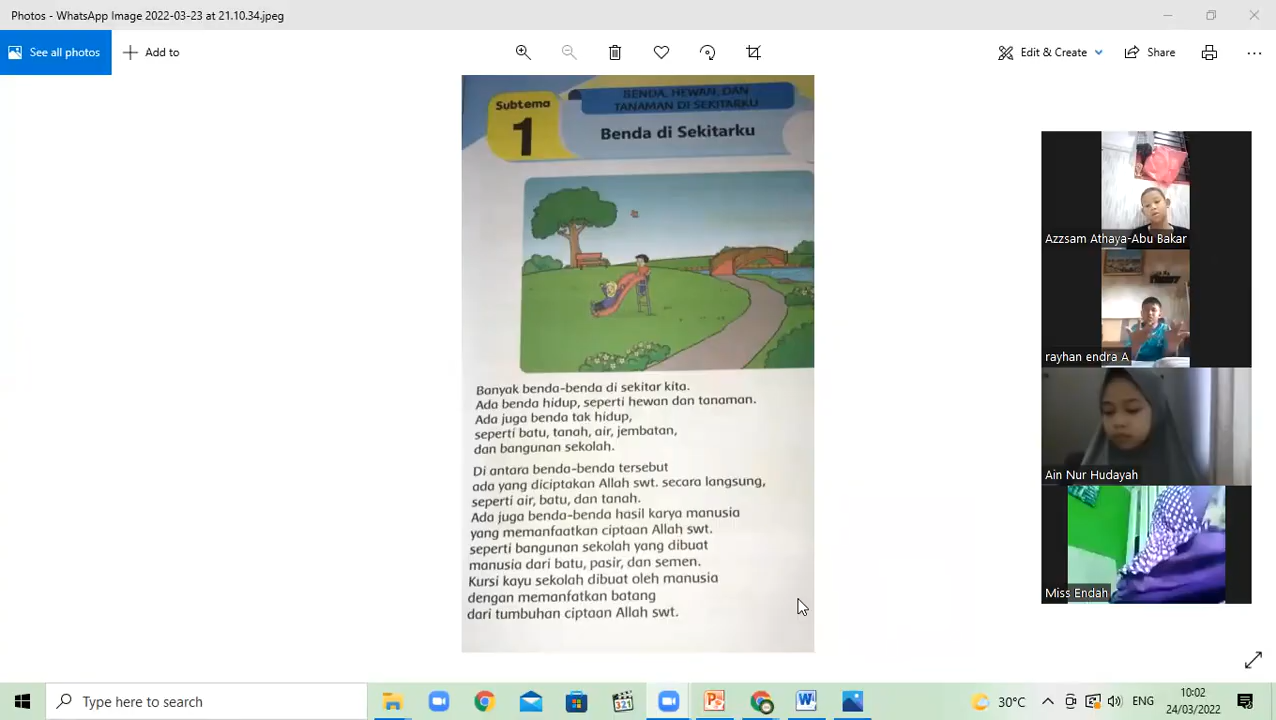 Photos - WhatsApp Image 2022-03-23 at 21.10.34.jpeg
See all photos
Add to
Edit & Create
Share
BENDA, HEWAN, DAN
TANAMAN DI SEKITARKU
Subtema
1
Benda di Sekitarku
Banyak benda-benda di sekitar kita.
Ada benda hidup, seperti hewan dan tanaman.
Ada juga benda tak hidup,
seperti batu, tanah, air, jembatan,
dan bangunan sekolah.
Di antara benda-benda tersebut
ada yang diciptakan Allah swt. secara langsung,
seperti air, batu, dan tanah.
Ada juga benda-benda hasil karya manusia
yang memanfaatkan ciptaan Allah swt.
seperti bangunan sekolah yang dibuat
manusia dari batu, pasir, dan semen.
Kursi kayu sekolah dibuat oleh manusia
dengan memanfatkan batang
dari tumbuhan ciptaan Allah swt.
Azzsam Athaya-Abu Bakar
rayhan endra A
Ain Nur Hudayah
Miss Endah
Type here to search
321
30°C
ENG
10:02
24/03/2022